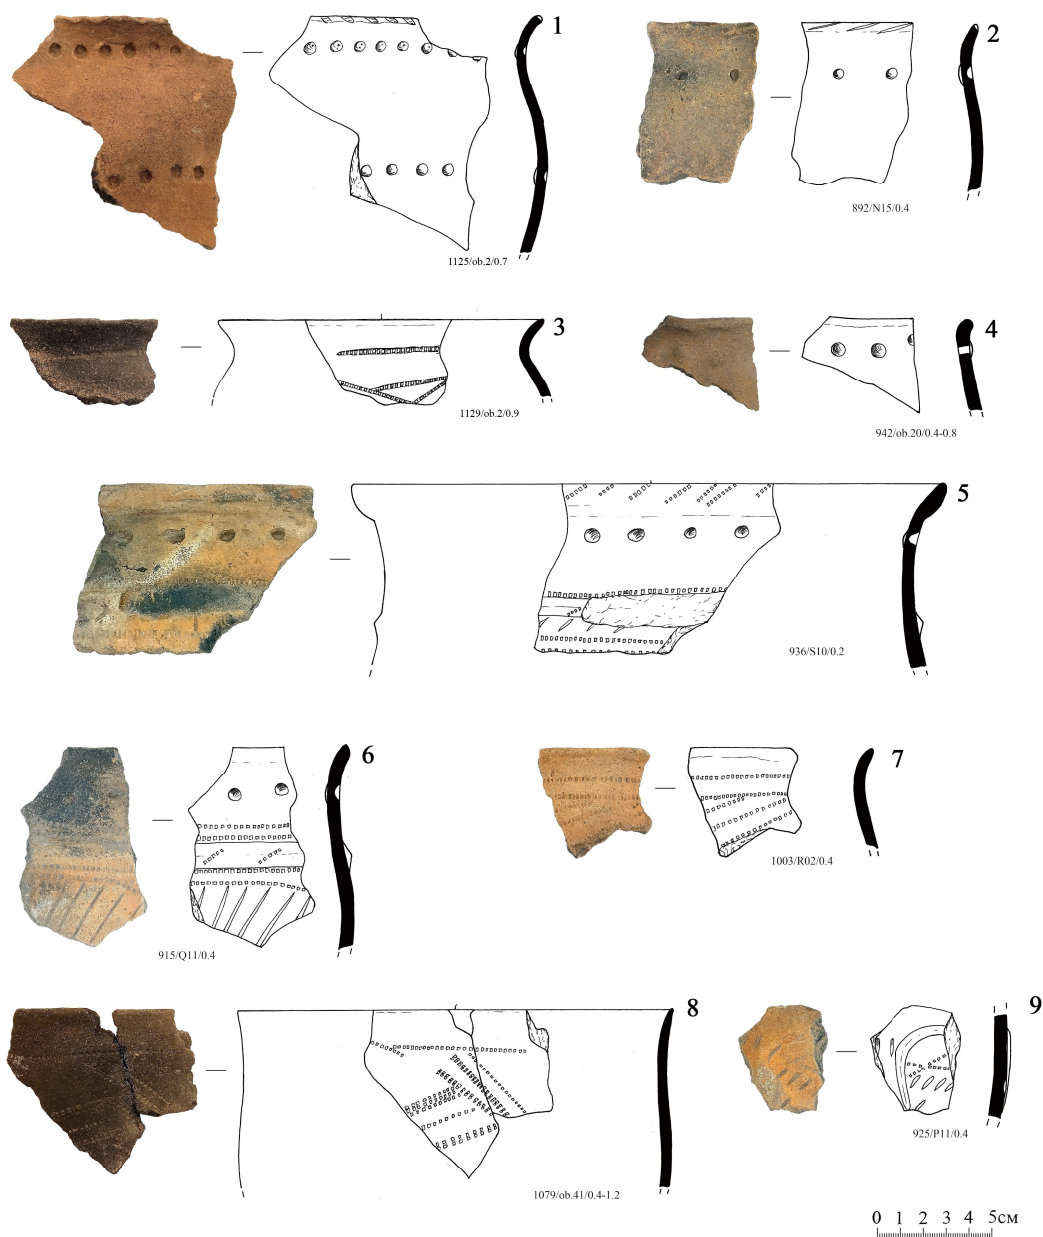 1
1125/ob.2/0.7
2
892/N15/0.4
3
1129/ob.2/0.9
4
942/ob.20/0.4-0.8
5
936/S10/0.2
6
915/Q11/0.4
7
1003/R02/0.4
8
1079/ob.41/0.4-1.2
9
925/P11/0.4
0 1 2 3 4 5см